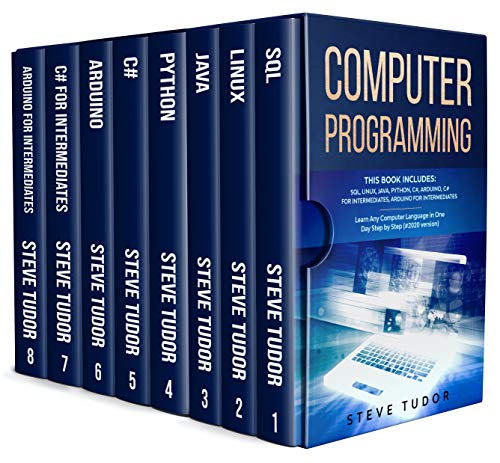 COMPUTER
PROGRAMMING
THIS BOOK INCLUDES:
SQL, LINUX, JAVA, PYTHON, C#, ARDUINO, C#
FOR INTERMEDIATES, ARDUINO FOR INTERMEDIATES
Learn Any Computer Language in One
Day Step by Step (#2020 version)
STEVE TUDOR
ARDUINO FOR INTERMEDIATES STEVE TUDOR 8
C# FOR INTERMEDIATES STEVE TUDOR 7
ARDUINO STEVE TUDOR 6
C# STEVE TUDOR 5
PYTHON STEVE TUDOR 4
JAVA STEVE TUDOR 3
LINUX STEVE TUDOR 2
SQL STEVE TUDOR 1